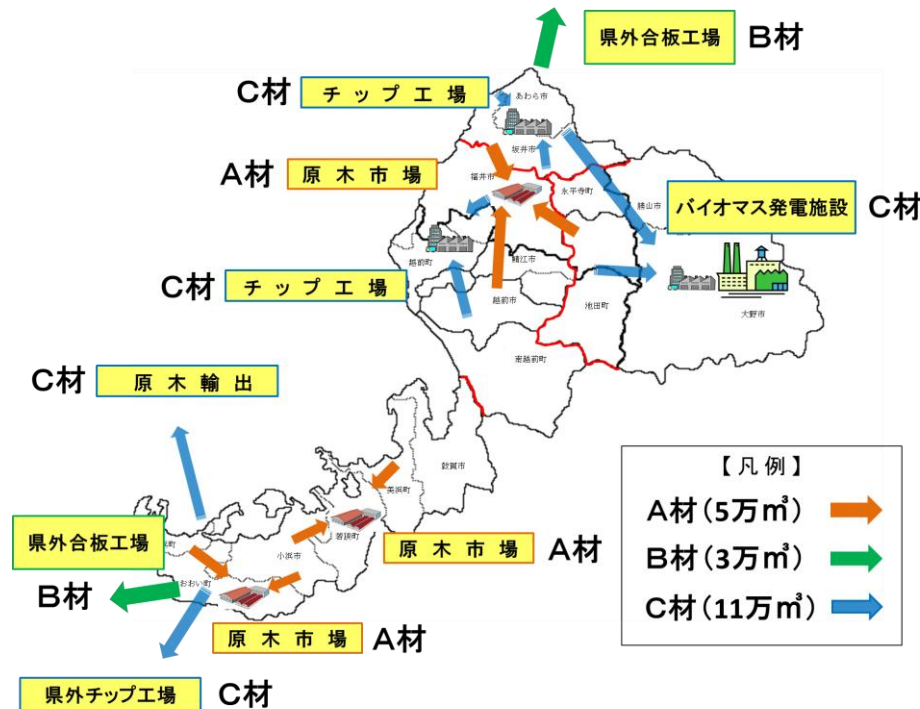 県外合板工場 B材
C材 チップ工場
あわら市
坂井市
A材 原木市場
福井市
永平寺町
勝山市
バイオマス発電施設 C材
越前町
鯖江市
C材 チップ工場
越前市
池田町
大野市
南越前町
C材 原木輸出
敦賀市
美浜町
【凡例】
A材(5万㎥)
B材(3万㎥)
C材(11万㎥)
若狭町
県外合板工場
小浜市
原木市場 A材
B材
おおい町
原木市場 A材
県外チップ工場 C材